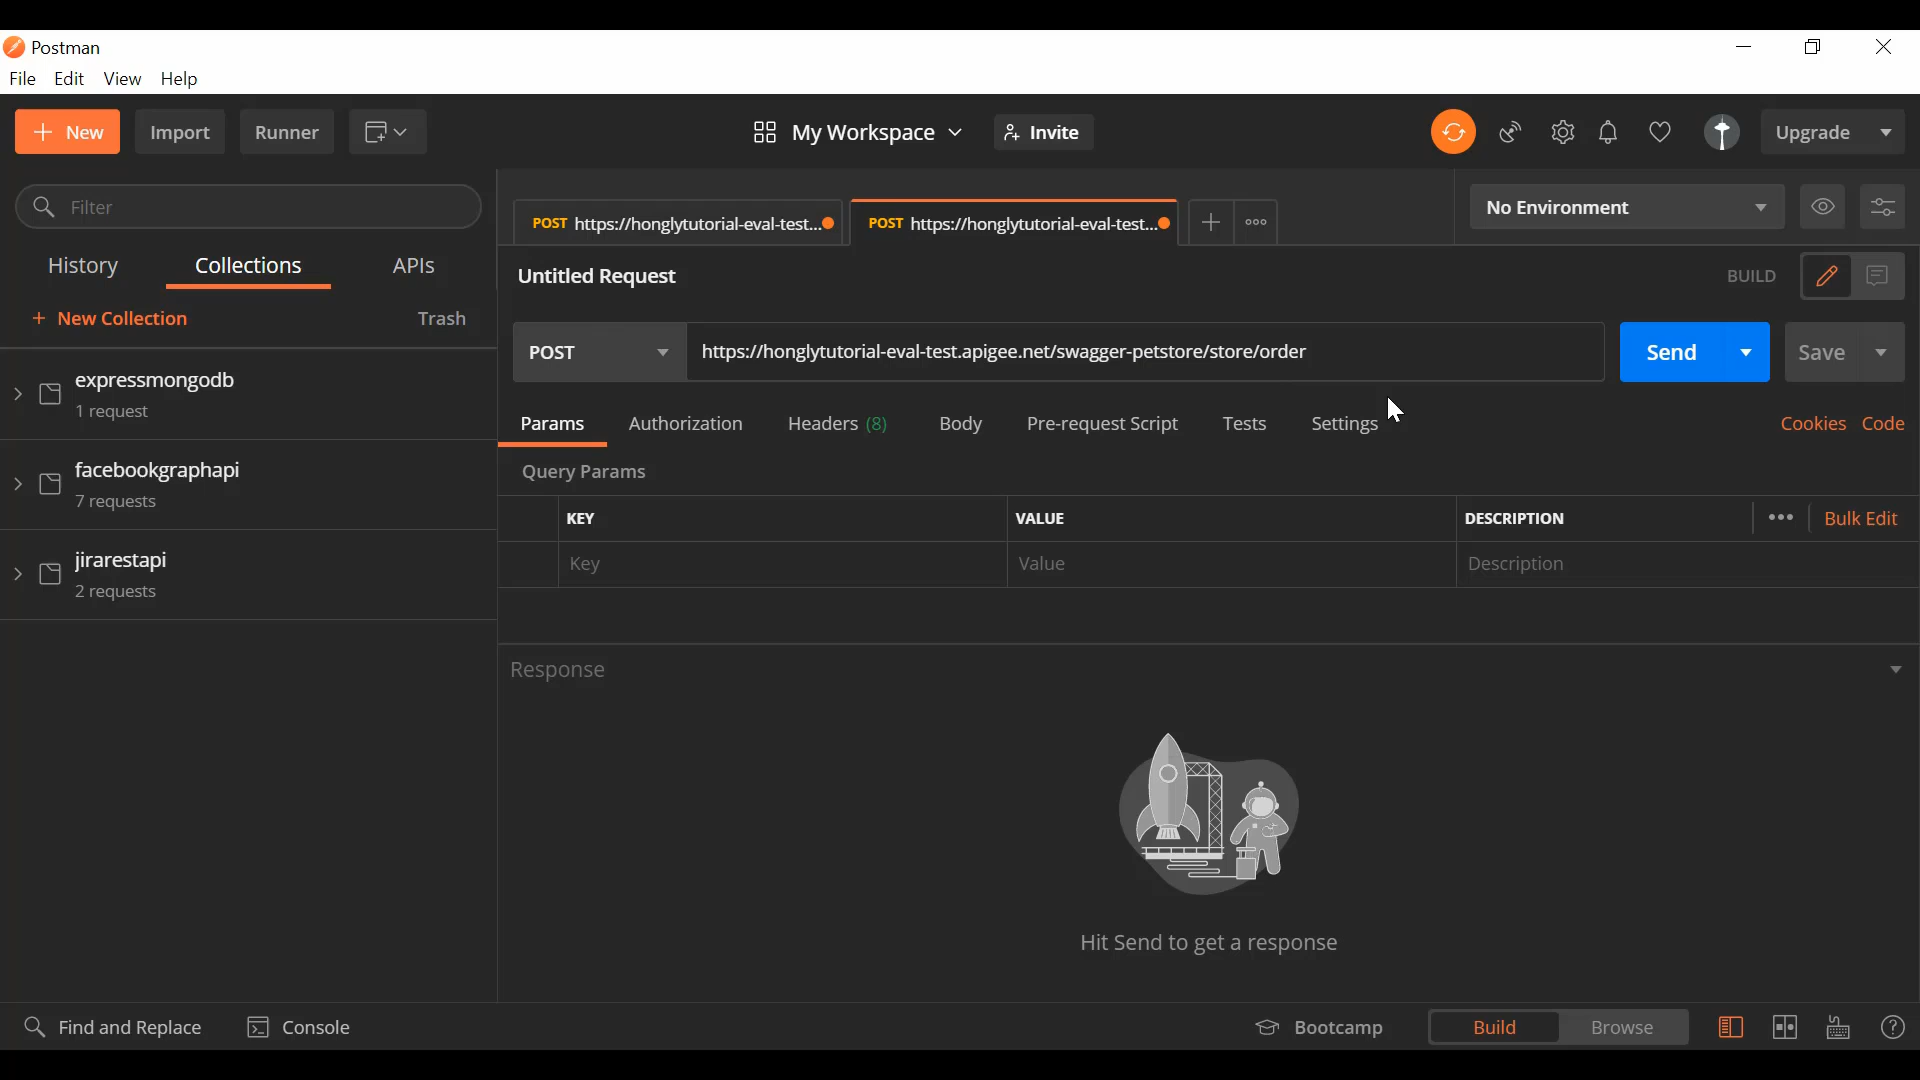 Postman
File Edit View Help
+ New Import Runner My Workspace Invite Upgrade
Filter
POST https://honglytutorial-eval-test... POST https://honglytutorial-eval-test... + ooo No Environment
History Collections APIs
Untitled Request BUILD
+ New Collection Trash
POST https://honglytutorial-eval-test.apigee.net/swagger-petstore/store/order Send Save
expressmongodb
1 request
Params Authorization Headers (8) Body Pre-request Script Tests Settings Cookies Code
facebookgraphapi
7 requests
Query Params
KEY VALUE DESCRIPTION ••• Bulk Edit
Key Value Description
jirarestapi
2 requests
Response
Hit Send to get a response
Find and Replace Console Bootcamp Build Browse ?